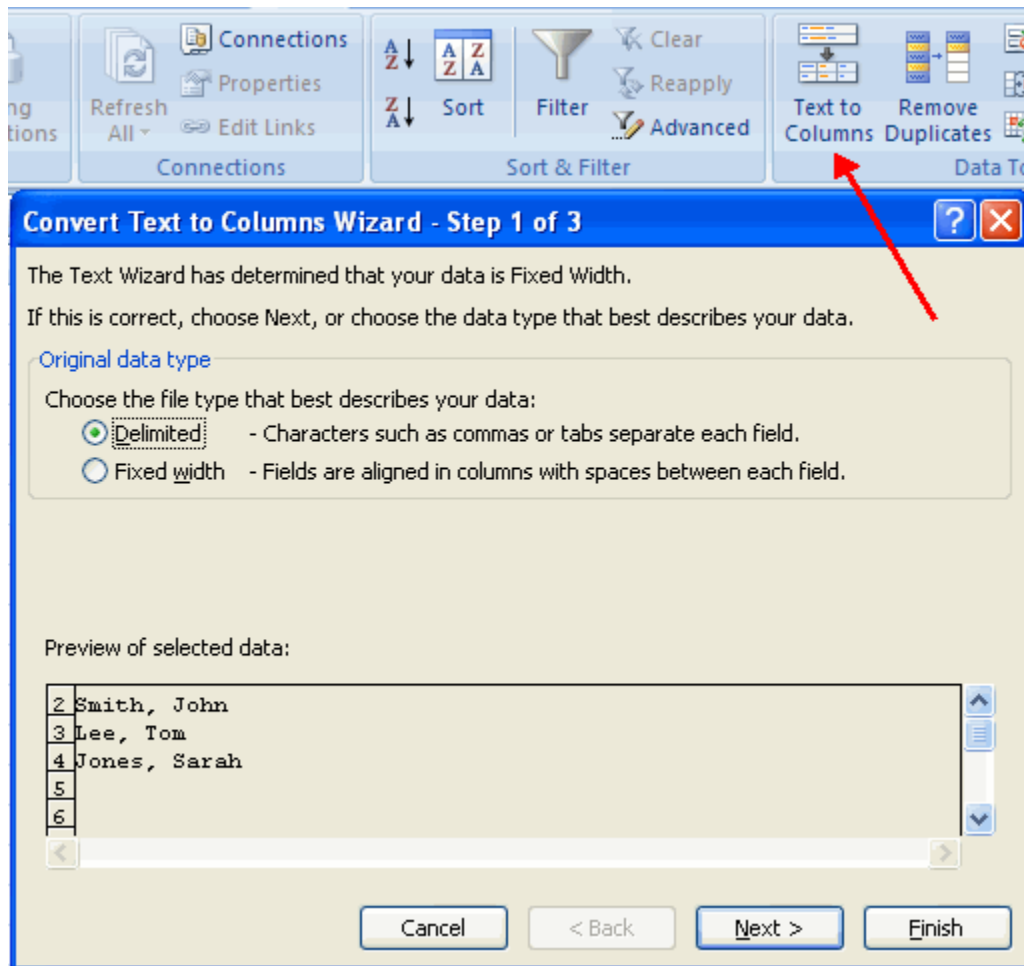 Connections
Properties
Edit Links
Refresh
All
Connections
A
Z
Z
A
A Z
Z A
Sort
Filter
Clear
Reapply
Advanced
Sort & Filter
Text to
Columns
Remove
Duplicates
Convert Text to Columns Wizard - Step 1 of 3
?
The Text Wizard has determined that your data is Fixed Width.
If this is correct, choose Next, or choose the data type that best describes your data.
Original data type
Choose the file type that best describes your data:
Delimited - Characters such as commas or tabs separate each field.
Fixed width - Fields are aligned in columns with spaces between each field.
Preview of selected data:
2 Smith, John
3 Lee, Tom
4 Jones, Sarah
5
6
Cancel < Back Next > Finish